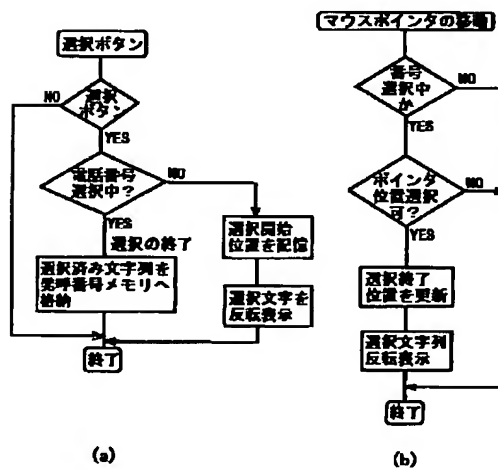 選択ボタン
選択
ボタン
NO
YES
電話番号
選択中?
NO
YES
選択の終了
選択済み文字列を
発呼番号メモリへ
格納
選択開始
位置を記憶
選択文字を
反転表示
終了
(a)
マウスポインタの移動
番号
選択中
か
NO
YES
ポインタ
位置選択
可?
NO
YES
選択終了
位置を更新
選択文字列
反転表示
終了
(b)